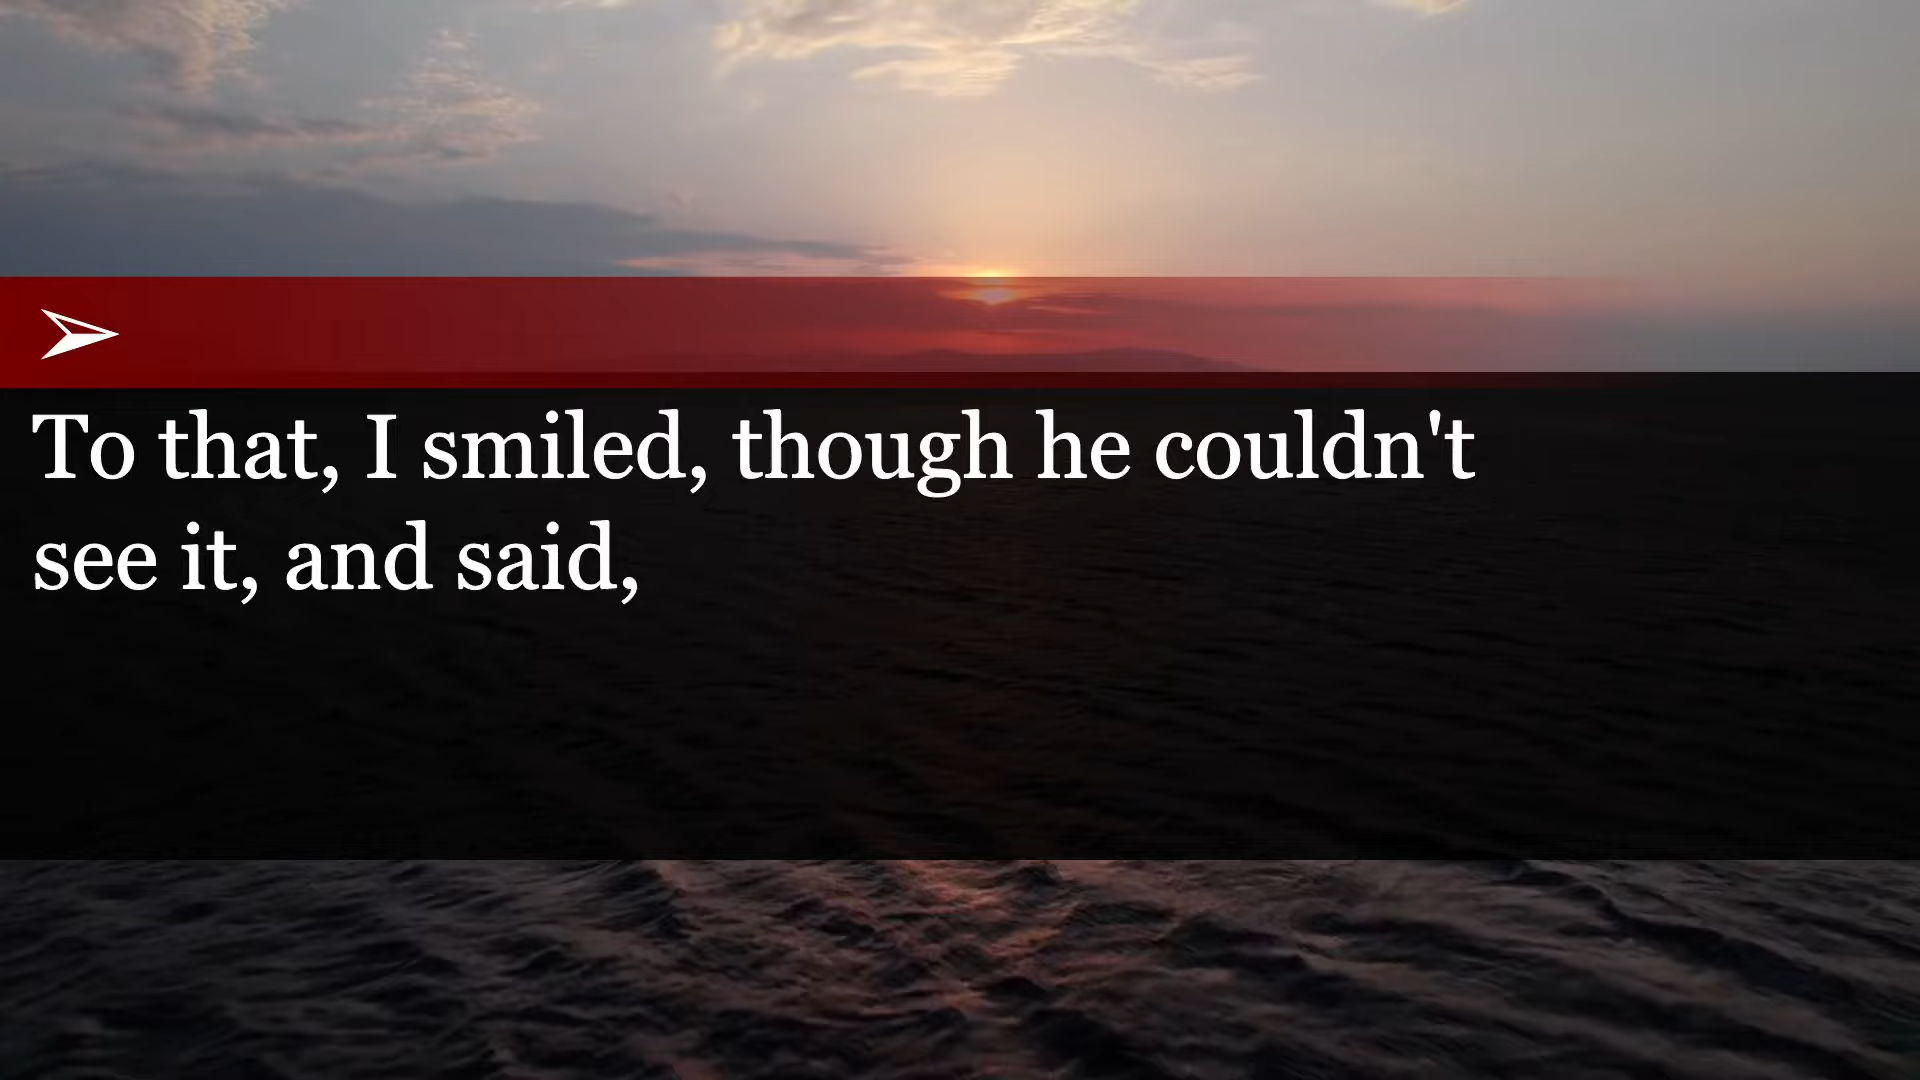 To that, I smiled, though he couldn't
see it, and said,